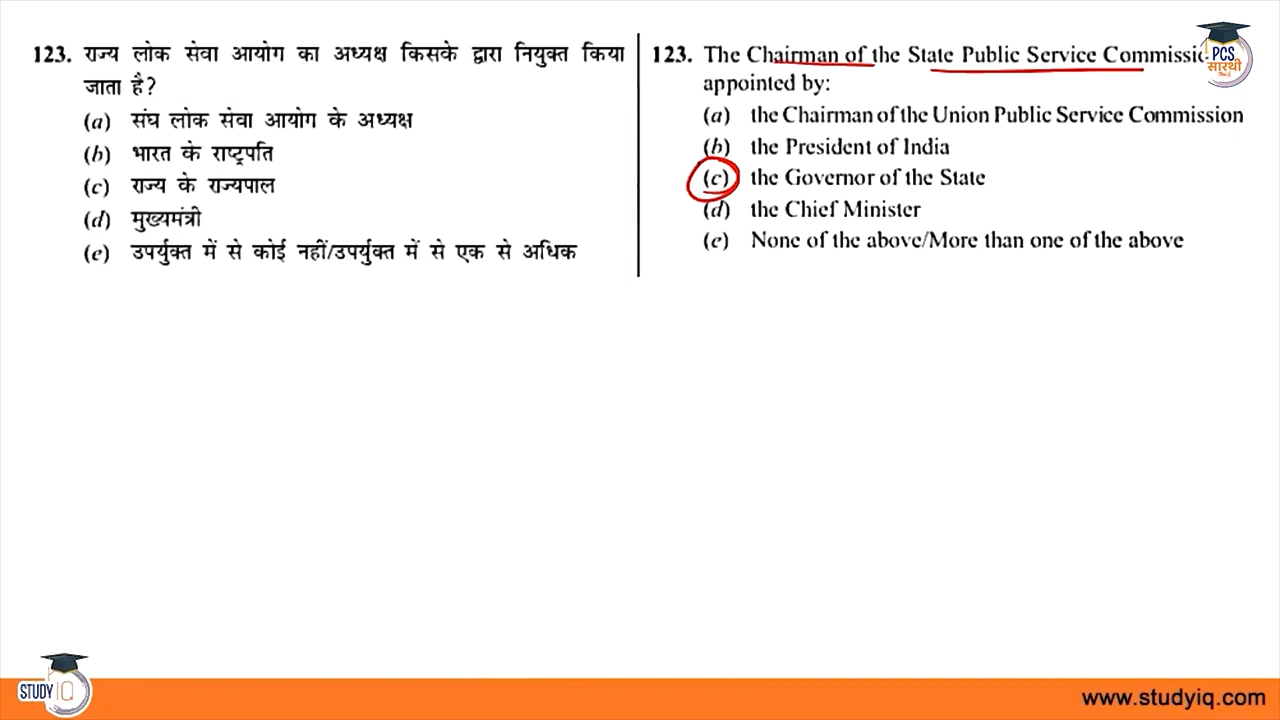 123. राज्य लोक सेवा आयोग का अध्यक्ष किसके द्वारा नियुक्त किया
जाता है?
(a) संघ लोक सेवा आयोग के अध्यक्ष
(b) भारत के राष्ट्रपति
(c) राज्य के राज्यपाल
(d) मुख्यमंत्री
(e) उपर्युक्त में से कोई नहीं/उपर्युक्त में से एक से अधिक
123. The Chairman of the State Public Service Commissi
appointed by:
(a) the Chairman of the Union Public Service Commission
(b) the President of India
(c) the Governor of the State
(d) the Chief Minister
(e) None of the above/More than one of the above
PCS
सारथी
STUDY IQ
www.studyiq.com